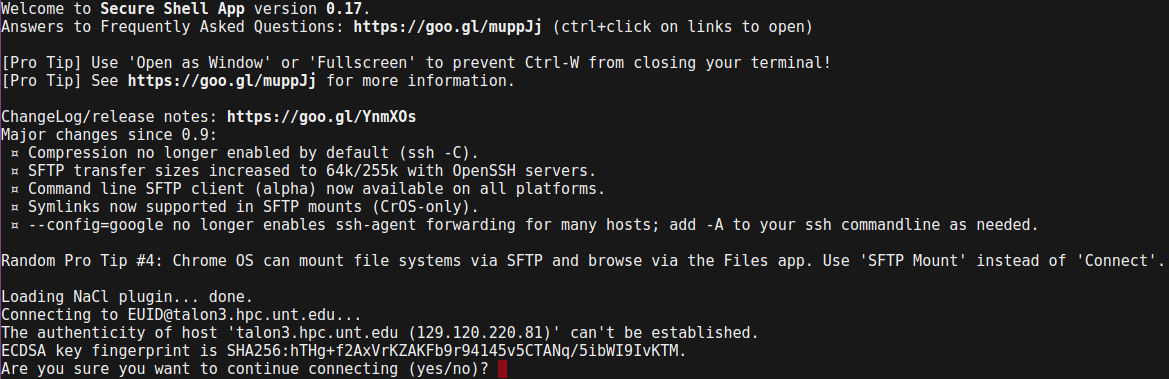 Welcome to Secure Shell App version 0.17.
Answers to Frequently Asked Questions: https://goo.gl/muppJj (ctrl+click on links to open)
[Pro Tip] Use 'Open as Window' or 'Fullscreen' to prevent Ctrl-W from closing your terminal!
[Pro Tip] See https://goo.gl/muppJj for more information.
ChangeLog/release notes: https://goo.gl/YnmXOs
Major changes since 0.9:
¤ Compression no longer enabled by default (ssh -C).
¤ SFTP transfer sizes increased to 64k/255k with OpenSSH servers.
¤ Command line SFTP client (alpha) now available on all platforms.
¤ Symlinks now supported in SFTP mounts (CrOS-only).
¤ --config=google no longer enables ssh-agent forwarding for many hosts; add -A to your ssh commandline as needed.
Random Pro Tip #4: Chrome OS can mount file systems via SFTP and browse via the Files app. Use 'SFTP Mount' instead of 'Connect'.
Loading NaCl plugin... done.
Connecting to EUID@talon3.hpc.unt.edu...
The authenticity of host 'talon3.hpc.unt.edu (129.120.220.81)' can't be established.
ECDSA key fingerprint is SHA256:hTHg+f2AxVrKZAKFb9r94145v5CTANq/5ibWI9IvKTM.
Are you sure you want to continue connecting (yes/no)?